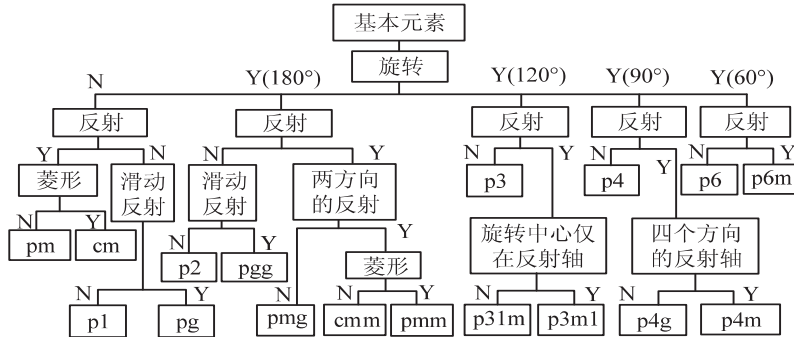 基本元素
旋转
N Y(180°) Y(120°) Y(90°) Y(60°)
反射 反射 反射 反射 反射
Y N N Y N Y N Y N Y
菱形 滑动反射 滑动反射 两方向的反射 p3 p4 p6 p6m
N Y N Y Y
pm cm p2 pgg 菱形 旋转中心仅在反射轴 四个方向的反射轴
N Y N N Y N Y N Y
p1 pg pmg cmm pmm p31m p3m1 p4g p4m